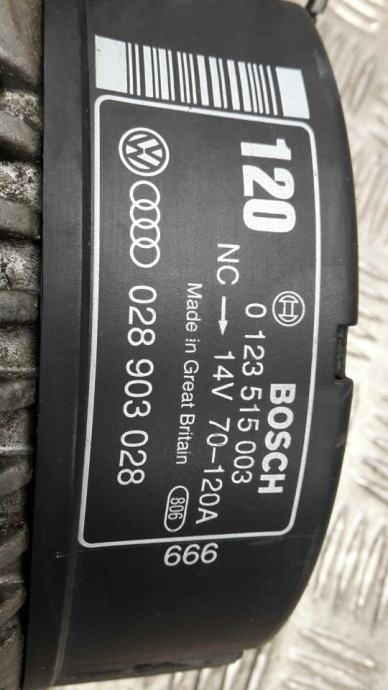 120
BOSCH
0 123 515 003
NC → 14V 70–120A
Made in Great Britain
806
028 903 028
666